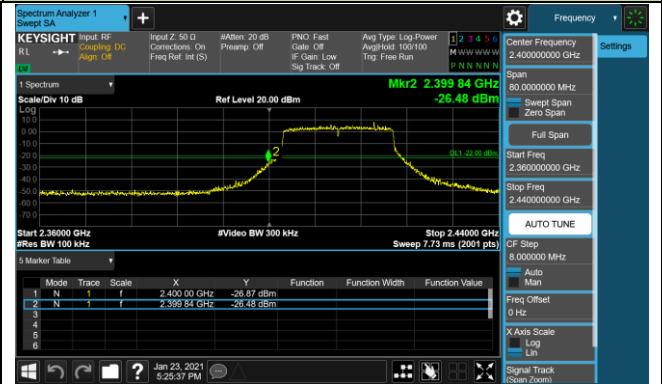 Spectrum Analyzer 1
Swept SA
+
Frequency
KEYSIGHT
RL
Input: RF
Coupling: DC
Align: Off
Input Z: 50 Ω
Corrections: On
Freq Ref: Int (S)
#Atten: 20 dB
Preamp: Off
PNO: Fast
Gate: Off
IF Gain: Low
Sig Track: Off
Avg Type: Log-Power
Avg|Hold: 100/100
Trig: Free Run
1 2 3 4 5 6
M W W W W W
P N N N N N
1 Spectrum
Scale/Div 10 dB
Ref Level 20.00 dBm
Mkr2 2.399 84 GHz
-26.48 dBm
Log
10.0
0.00
-10.0
-20.0
-30.0
-40.0
-50.0
-60.0
-70.0
2
DL1 -22.00 dBm
Start 2.36000 GHz
#Res BW 100 kHz
#Video BW 300 kHz
Stop 2.44000 GHz
Sweep 7.73 ms (2001 pts)
5 Marker Table
Mode Trace Scale X Y Function Function Width Function Value
1 N 1 f 2.400 00 GHz -26.87 dBm
2 N 1 f 2.399 84 GHz -26.48 dBm
3
4
5
6
Jan 23, 2021
5:25:37 PM
?
Center Frequency
2.400000000 GHz
Settings
Span
80.0000000 MHz
Swept Span
Zero Span
Full Span
Start Freq
2.360000000 GHz
Stop Freq
2.440000000 GHz
AUTO TUNE
CF Step
8.000000 MHz
Auto
Man
Freq Offset
0 Hz
X Axis Scale
Log
Lin
Signal Track
(Span Zoom)